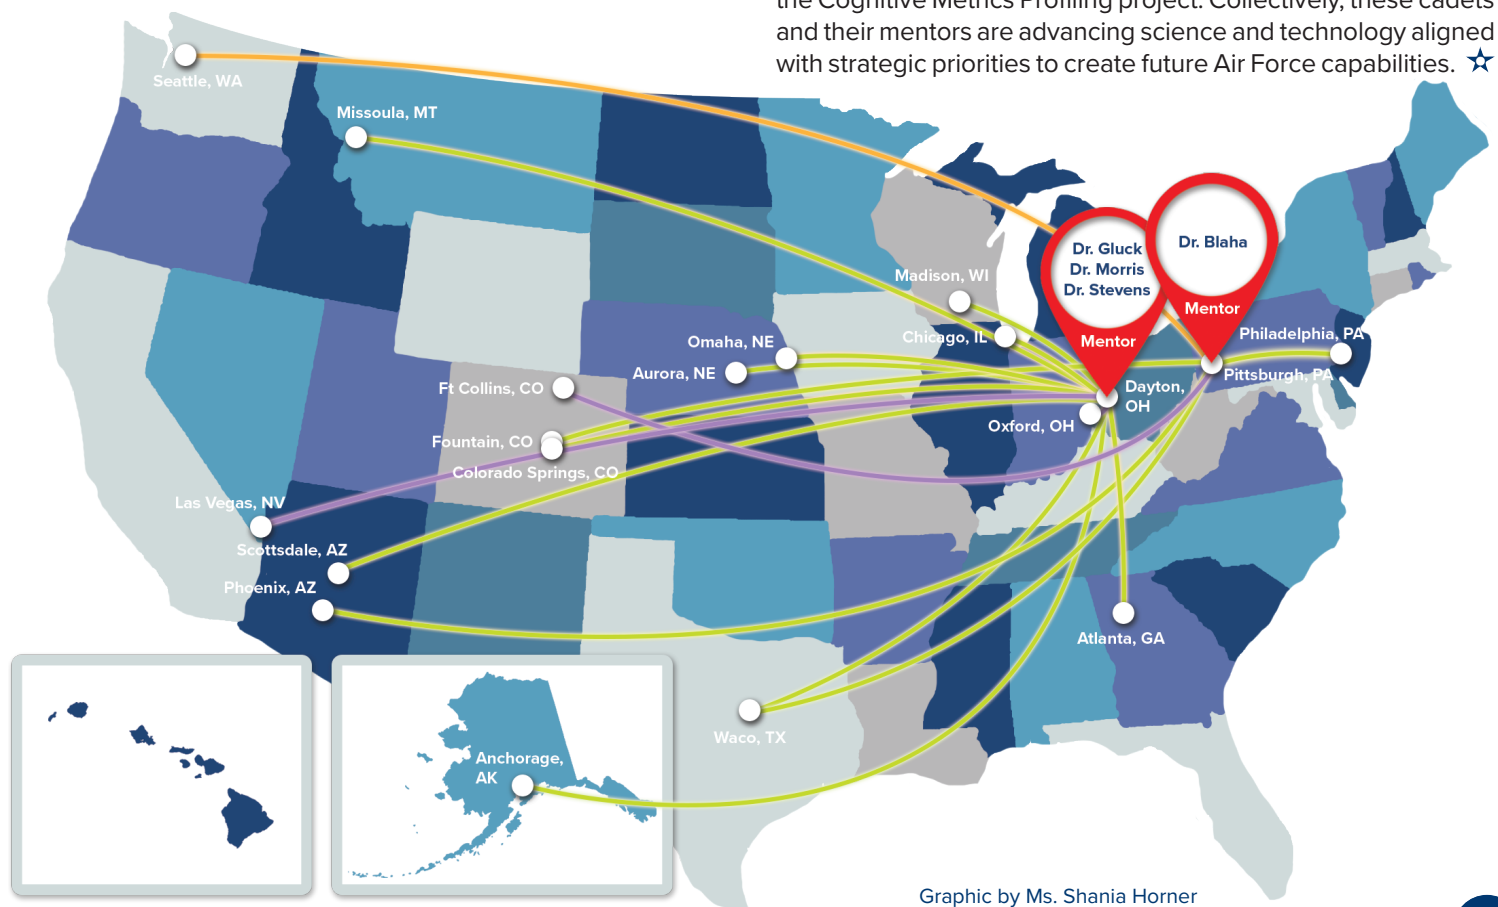 the Cognitive Metrics Profiling project. Collectively, these cadets
and their mentors are advancing science and technology aligned
with strategic priorities to create future Air Force capabilities.
Seattle, WA
Missoula, MT
Dr. Gluck
Dr. Morris
Dr. Stevens
Mentor
Dr. Blaha
Mentor
Madison, WI
Chicago, IL
Omaha, NE
Aurora, NE
Philadelphia, PA
Pittsburgh, PA
Dayton,
OH
Oxford, OH
Ft Collins, CO
Fountain, CO
Colorado Springs, CO
Las Vegas, NV
Scottsdale, AZ
Phoenix, AZ
Atlanta, GA
Waco, TX
Anchorage,
AK
Graphic by Ms. Shania Horner